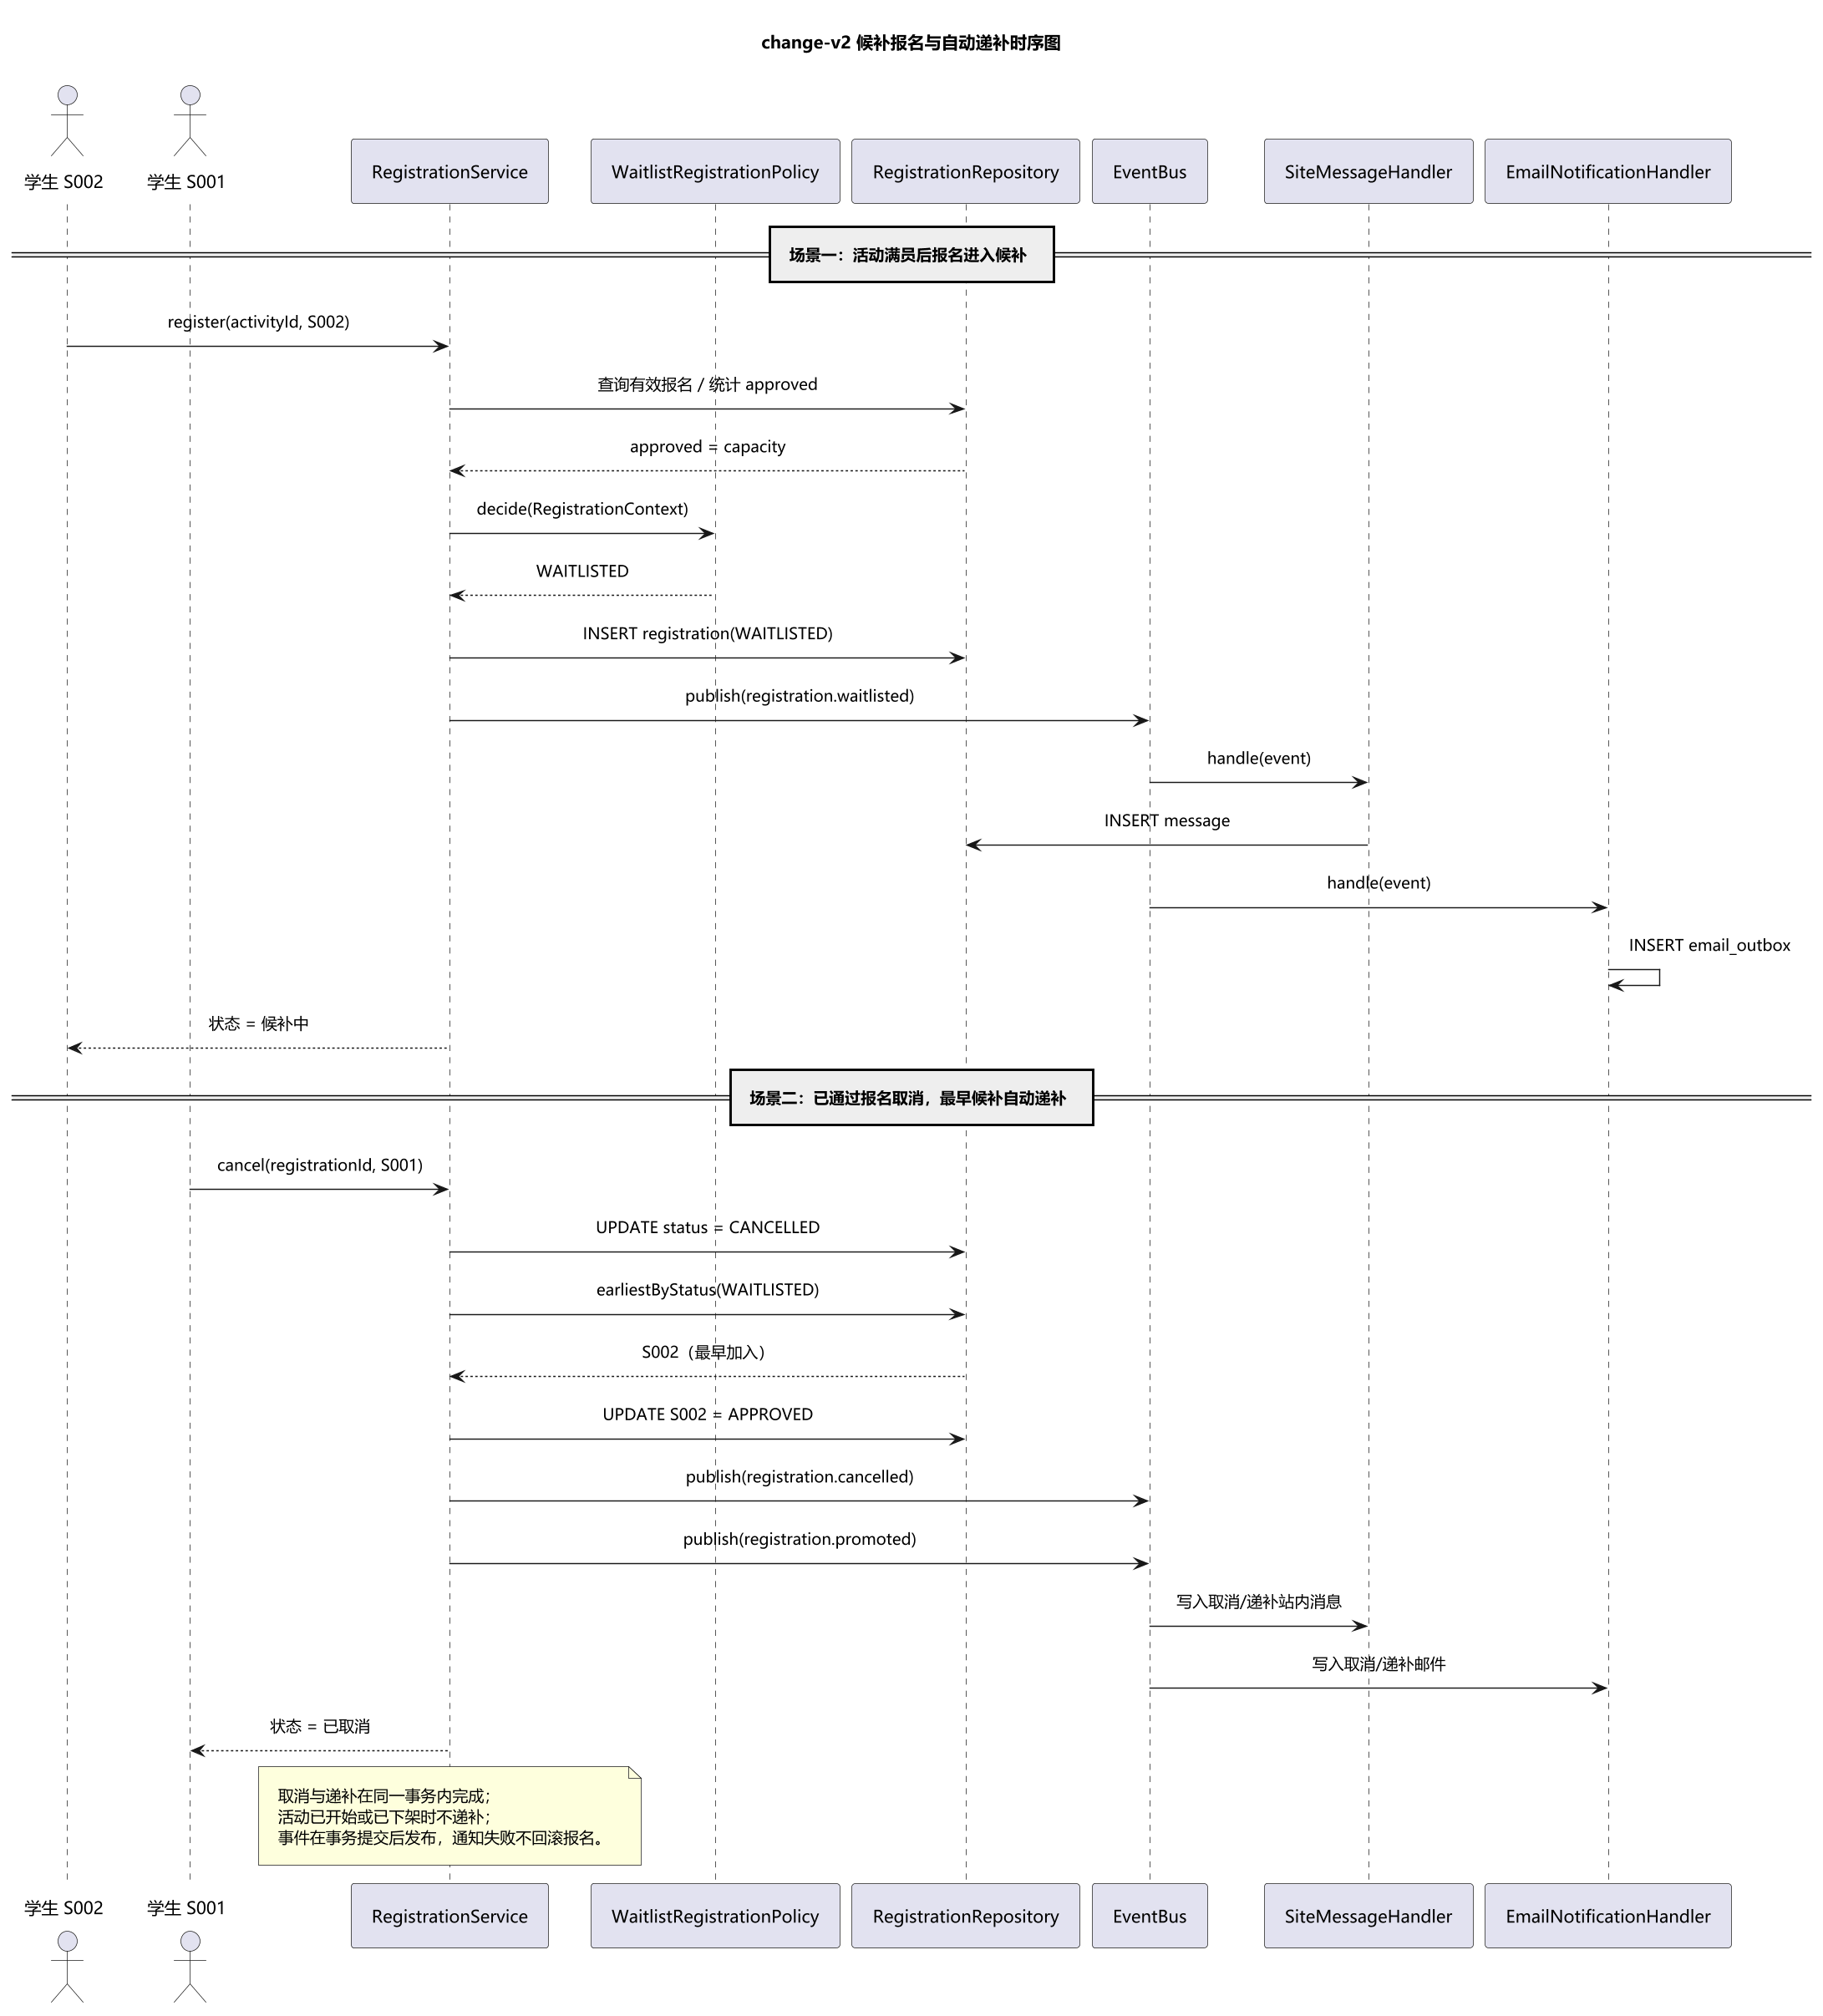 change-v2 候补报名与自动递补时序图
学生 S002
学生 S001
RegistrationService
WaitlistRegistrationPolicy
RegistrationRepository
EventBus
SiteMessageHandler
EmailNotificationHandler
场景一：活动满员后报名进入候补
register(activityId, S002)
查询有效报名 / 统计 approved
approved = capacity
decide(RegistrationContext)
WAITLISTED
INSERT registration(WAITLISTED)
publish(registration.waitlisted)
handle(event)
INSERT message
handle(event)
INSERT email_outbox
状态 = 候补中
场景二：已通过报名取消，最早候补自动递补
cancel(registrationId, S001)
UPDATE status = CANCELLED
earliestByStatus(WAITLISTED)
S002（最早加入）
UPDATE S002 = APPROVED
publish(registration.cancelled)
publish(registration.promoted)
写入取消/递补站内消息
写入取消/递补邮件
状态 = 已取消
取消与递补在同一事务内完成；
活动已开始或已下架时不递补；
事件在事务提交后发布，通知失败不回滚报名。
学生 S002
学生 S001
RegistrationService
WaitlistRegistrationPolicy
RegistrationRepository
EventBus
SiteMessageHandler
EmailNotificationHandler